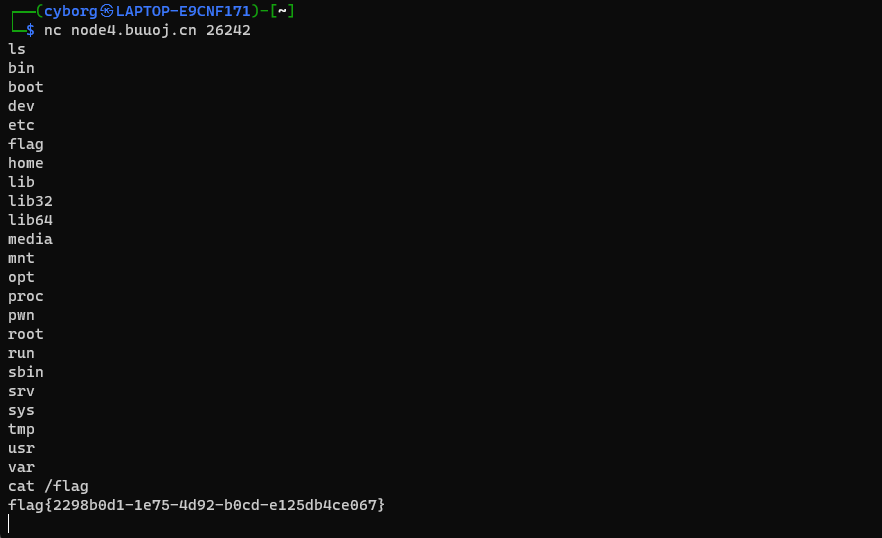 ┌──(cyborg㉿LAPTOP-E9CNF171)-[~]
└─$ nc node4.buuoj.cn 26242
ls
bin
boot
dev
etc
flag
home
lib
lib32
lib64
media
mnt
opt
proc
pwn
root
run
sbin
srv
sys
tmp
usr
var
cat /flag
flag{2298b0d1-1e75-4d92-b0cd-e125db4ce067}